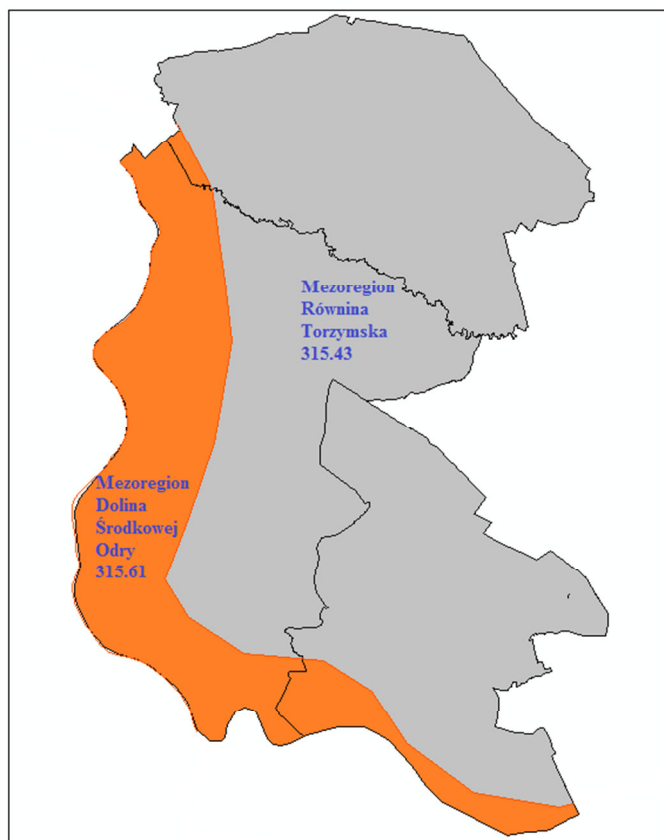 Mezoregion
Równina
Torzymska
315.43
Mezoregion
Dolina
Środkowej
Odry
315.61